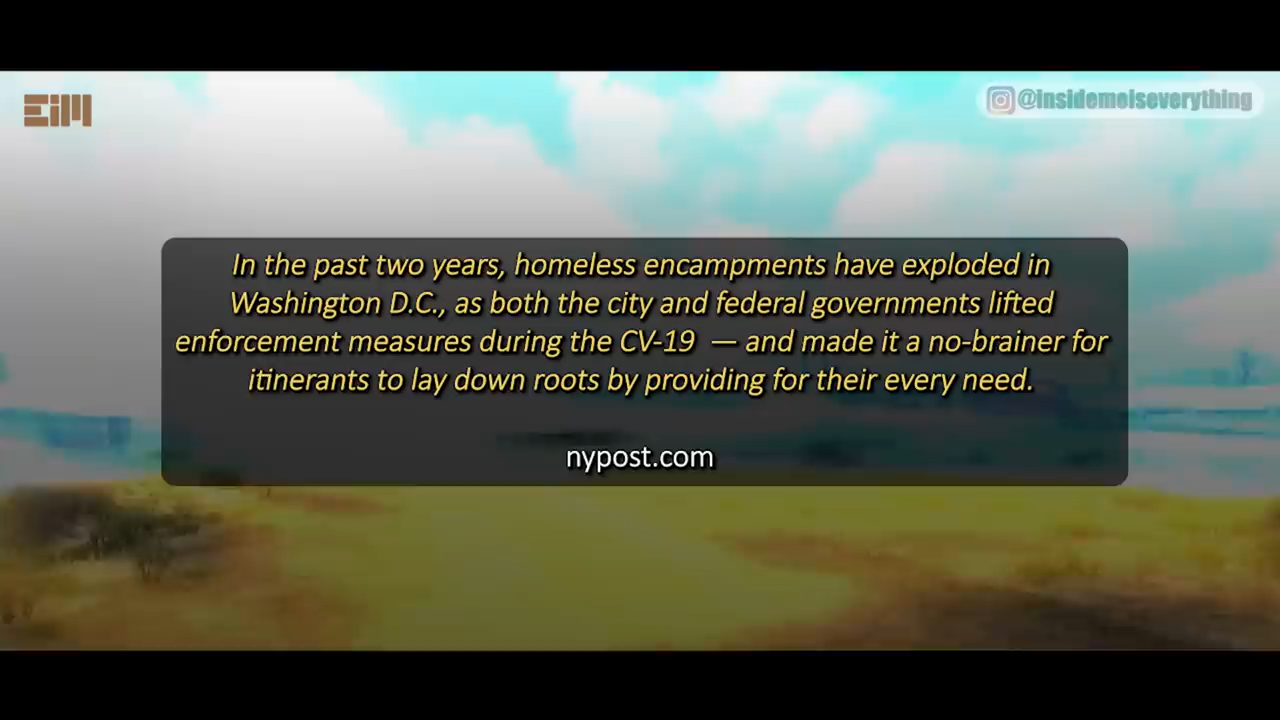 EiM
@insidemeiseverything
In the past two years, homeless encampments have exploded in
Washington D.C., as both the city and federal governments lifted
enforcement measures during the CV-19 — and made it a no-brainer for
itinerants to lay down roots by providing for their every need.
nypost.com